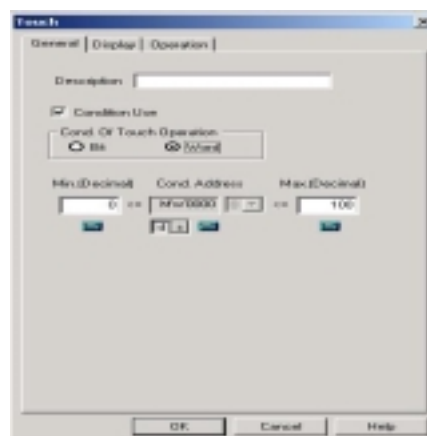 Touch
General Display Operation
Description
Condition Use
Cond. Of Touch Operation
Bit Word
Min.(Decimal) Cond. Address Max.(Decimal)
0 <= <= 100
OK Cancel Help